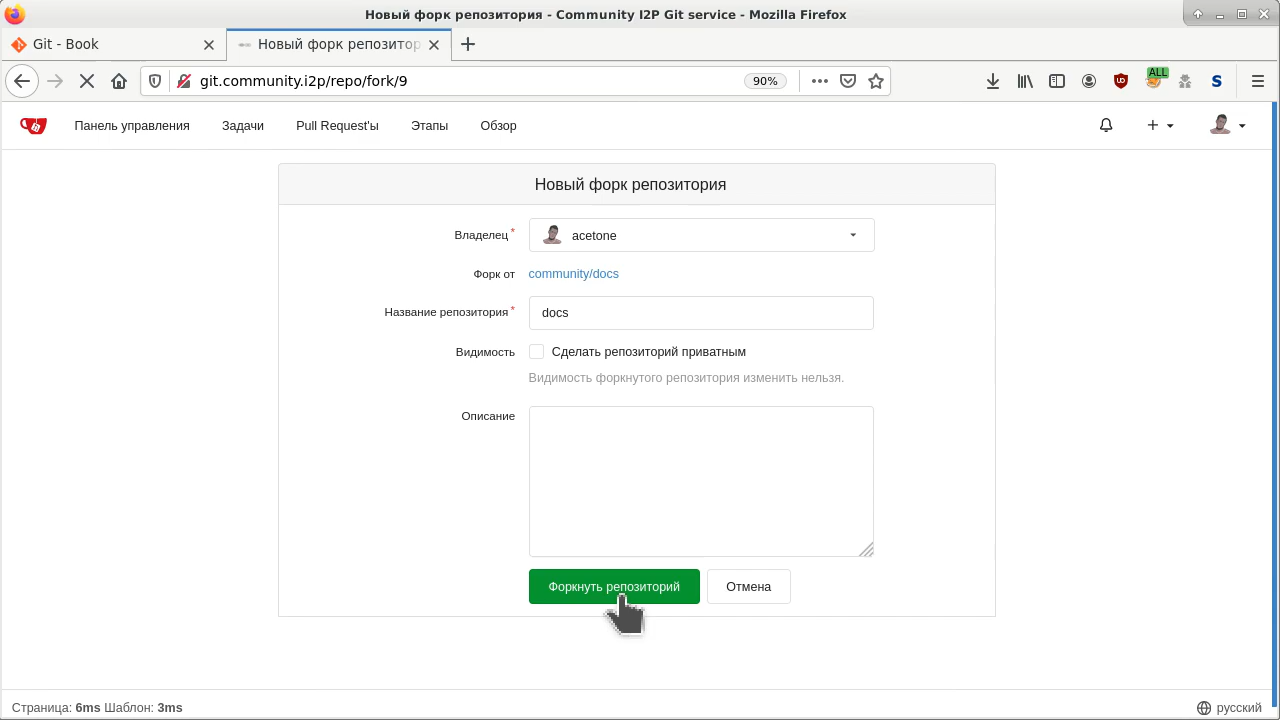 Новый форк репозитория - Community I2P Git service - Mozilla Firefox
Git - Book
Новый форк репозитор
git.community.i2p/repo/fork/9
90%
ALL
S
Панель управления Задачи Pull Request'ы Этапы Обзор
Новый форк репозитория
Владелец* acetone
Форк от community/docs
Название репозитория* docs
Видимость Сделать репозиторий приватным
Видимость форкнутого репозитория изменить нельзя.
Описание
Форкнуть репозиторий Отмена
Страница: 6ms Шаблон: 3ms русский